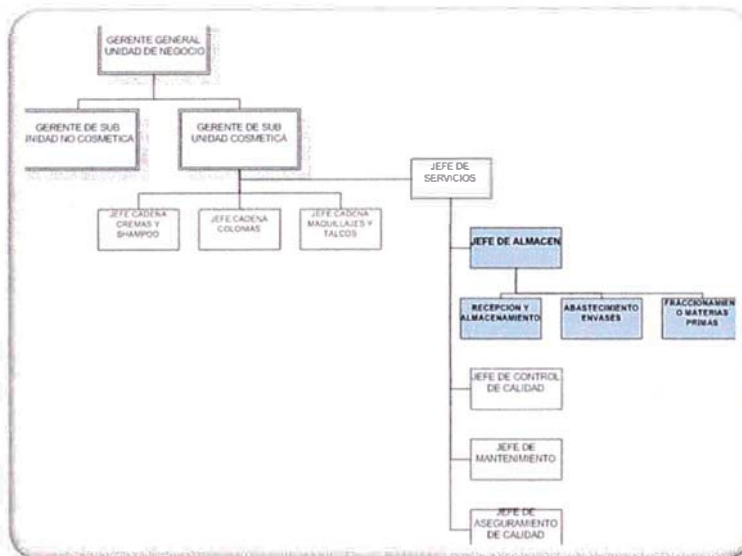 GERENTE GENERAL
UNIDAD DE NEGOCIO
GERENTE DE SUB
UNIDAD NO COSMETICA
GERENTE DE SUB
UNIDAD COSMETICA
JEFE DE
SERVICIOS
JEFE CADENA
CREMAS Y
SHAMPOO
JEFE CADENA
COLONIAS
JEFE CADENA
MAQUILLAJES Y
TALCOS
JEFE DE ALMACEN
RECEPCION Y
ALMACENAMIENTO
ABASTECIMIENTO
ENVASES
FRACCIONAMIEN
O MATERIAS
PRIMAS
JEFE DE CONTROL
DE CALIDAD
JEFE DE
MANTENIMIENTO
JEFE DE
ASEGURAMIENTO
DE CALIDAD